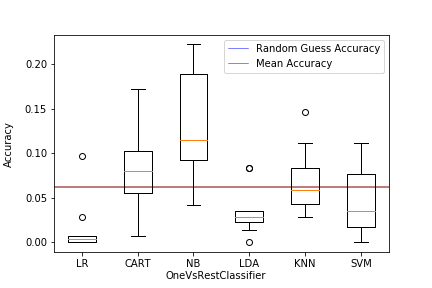 Random Guess Accuracy
Mean Accuracy
0.20
0.15
0.10
0.05
0.00
Accuracy
LR CART NB LDA KNN SVM
OneVsRestClassifier